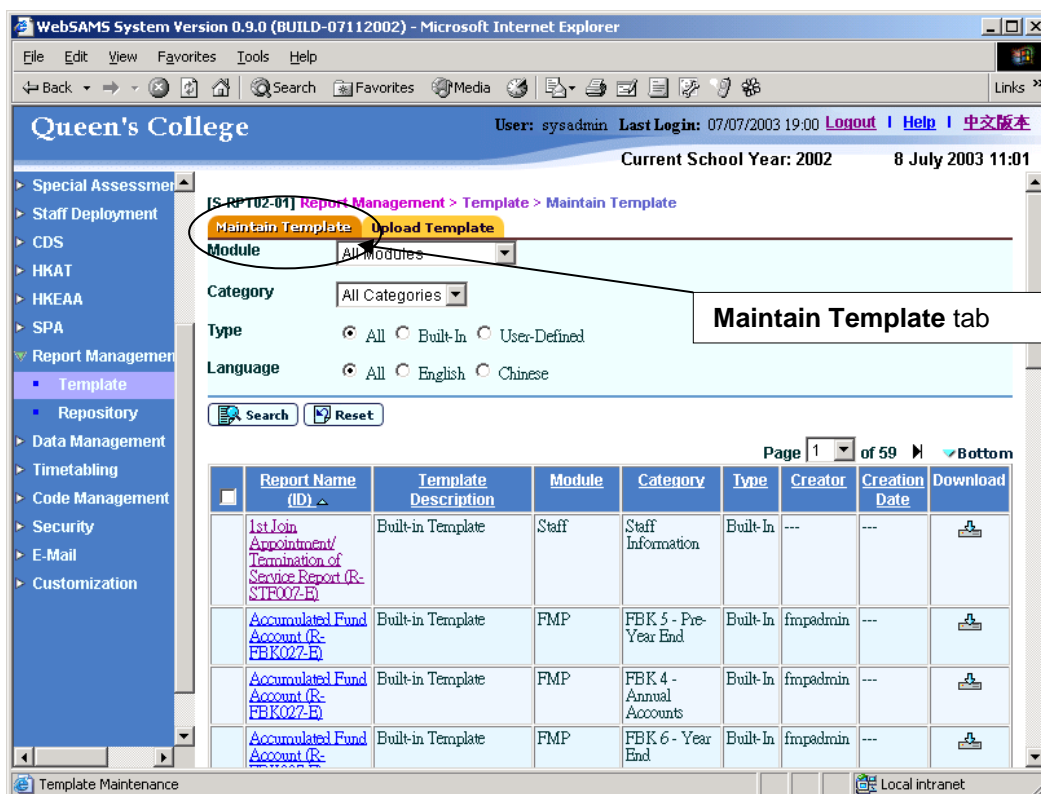 WebSAMS System Version 0.9.0 (BUILD-07112002) - Microsoft Internet Explorer
File Edit View Favorites Tools Help
Back Search Favorites Media Links »
Queen's College
User: sysadmin Last Login: 07/07/2003 19:00 Logout | Help | 中文版本
Current School Year: 2002 8 July 2003 11:01
Special Assessmen
Staff Deployment
CDS
HKAT
HKEAA
SPA
Report Managemen
Template
Repository
Data Management
Timetabling
Code Management
Security
E-Mail
Customization
[S-RPT02-01] Report Management > Template > Maintain Template
Maintain Template Upload Template
Module All Modules
Category All Categories
Type All Built-In User-Defined
Language All English Chinese
Search Reset
Page 1 of 59 Bottom
Report Name (ID) Template Description Module Category Type Creator Creation Date Download
1st Join Appointment/ Termination of Service Report (R-STF007-E) Built-in Template Staff Staff Information Built-In --- ---
Accumulated Fund Account (R-FBK027-E) Built-in Template FMP FBK 5 - Pre-Year End Built-In fmpadmin ---
Accumulated Fund Account (R-FBK027-E) Built-in Template FMP FBK 4 - Annual Accounts Built-In fmpadmin ---
Accumulated Fund Account (R- Built-in Template FMP FBK 6 - Year End Built-In fmpadmin ---
Maintain Template tab
Template Maintenance Local intranet